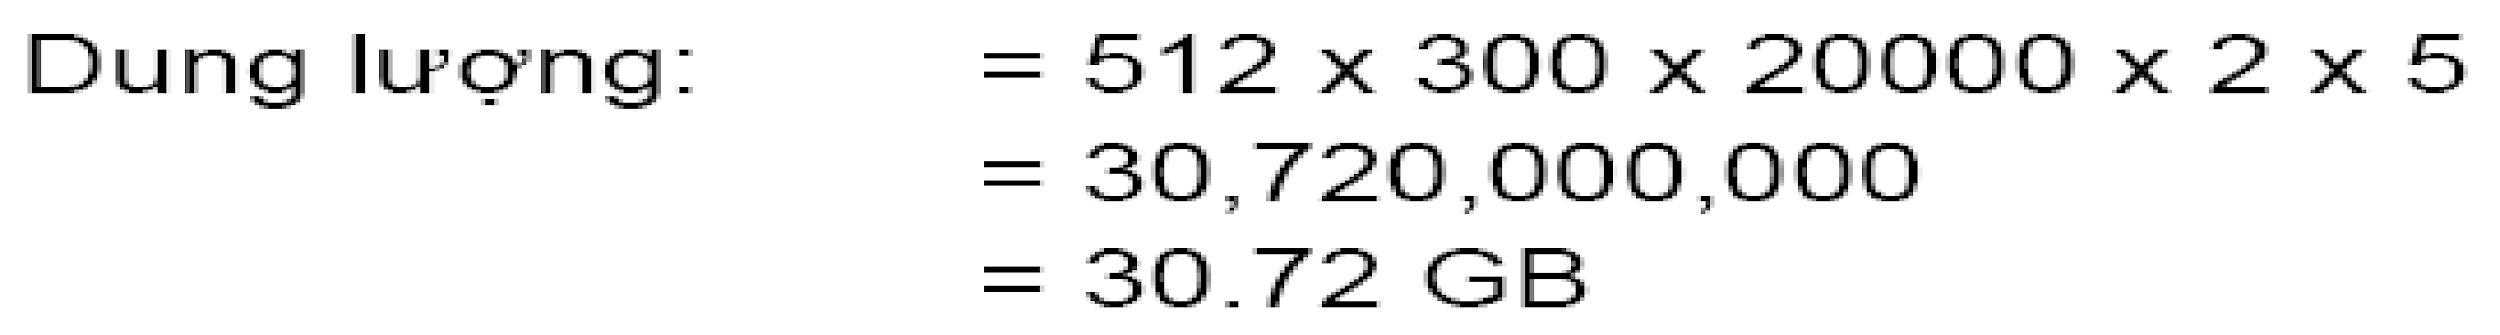 Dung lượng: = 512 x 300 x 20000 x 2 x 5
= 30,720,000,000
= 30.72 GB